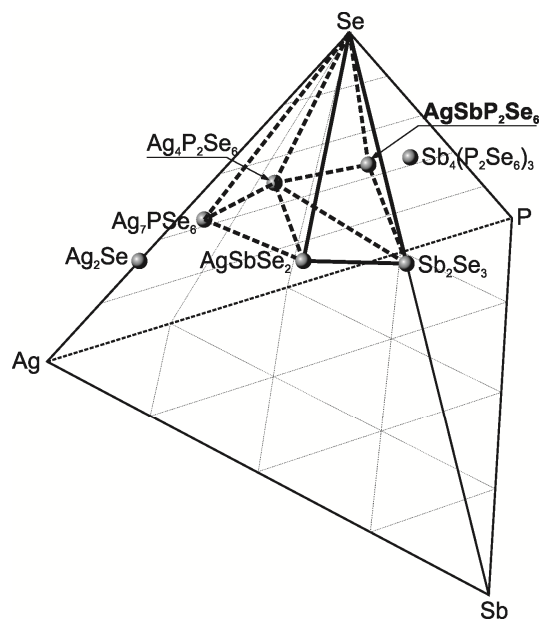 Se
AgSbP₂Se₆
Ag₄P₂Se₆
Sb₄(P₂Se₆)₃
Ag₇PSe₆
P
Ag₂Se
AgSbSe₂
Sb₂Se₃
Ag
Sb